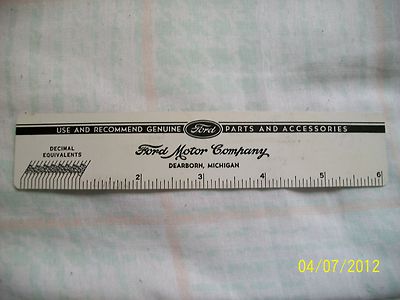 USE AND RECOMMEND GENUINE Ford PARTS AND ACCESSORIES
DECIMAL
EQUIVALENTS
Ford Motor Company
DEARBORN, MICHIGAN
2 3 4 5 6
04/07/2012